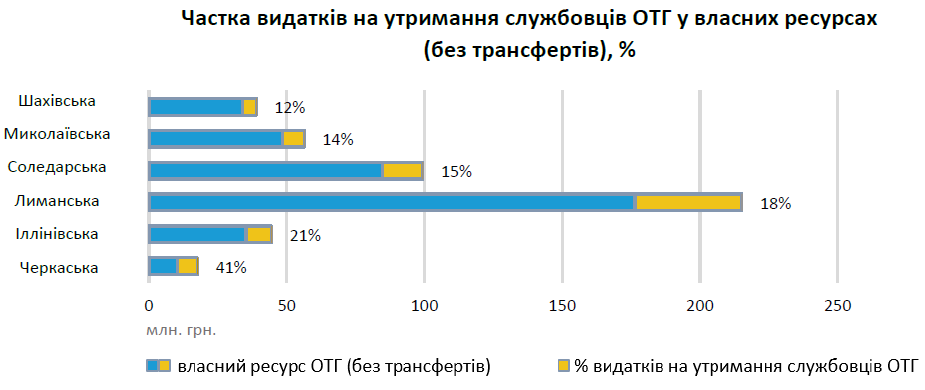 Частка видатків на утримання службовців ОТГ у власних ресурсах
(без трансфертів), %
Шахівська 12%
Миколаївська 14%
Соледарська 15%
Лиманська 18%
Іллінівська 21%
Черкаська 41%
0 50 100 150 200 250
млн. грн.
власний ресурс ОТГ (без трансфертів) % видатків на утримання службовців ОТГ